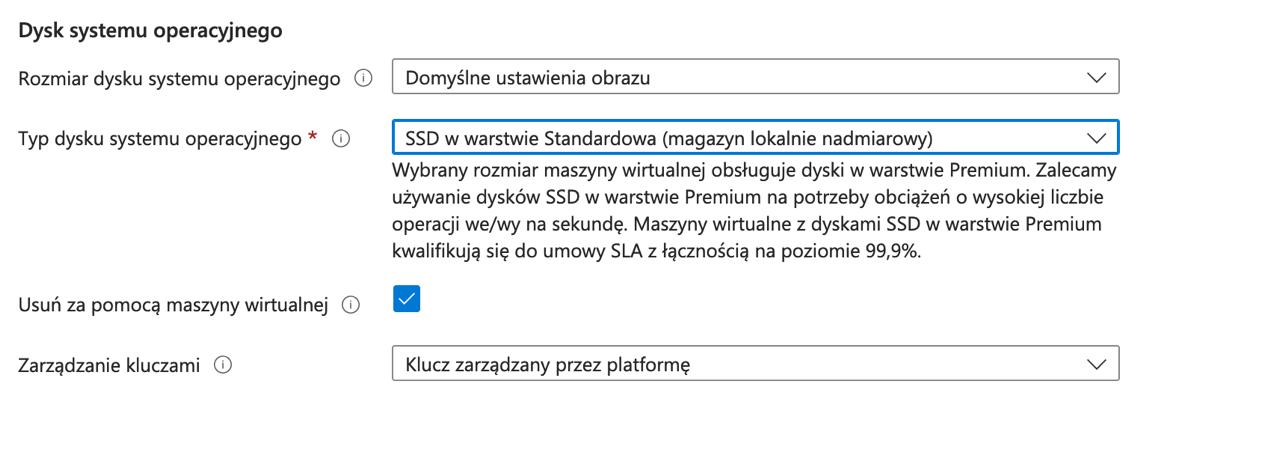 Dysk systemu operacyjnego
Rozmiar dysku systemu operacyjnego
Domyślne ustawienia obrazu
Typ dysku systemu operacyjnego *
SSD w warstwie Standardowa (magazyn lokalnie nadmiarowy)
Wybrany rozmiar maszyny wirtualnej obsługuje dyski w warstwie Premium. Zalecamy
używanie dysków SSD w warstwie Premium na potrzeby obciążeń o wysokiej liczbie
operacji we/wy na sekundę. Maszyny wirtualne z dyskami SSD w warstwie Premium
kwalifikują się do umowy SLA z łącznością na poziomie 99,9%.
Usuń za pomocą maszyny wirtualnej
Zarządzanie kluczami
Klucz zarządzany przez platformę